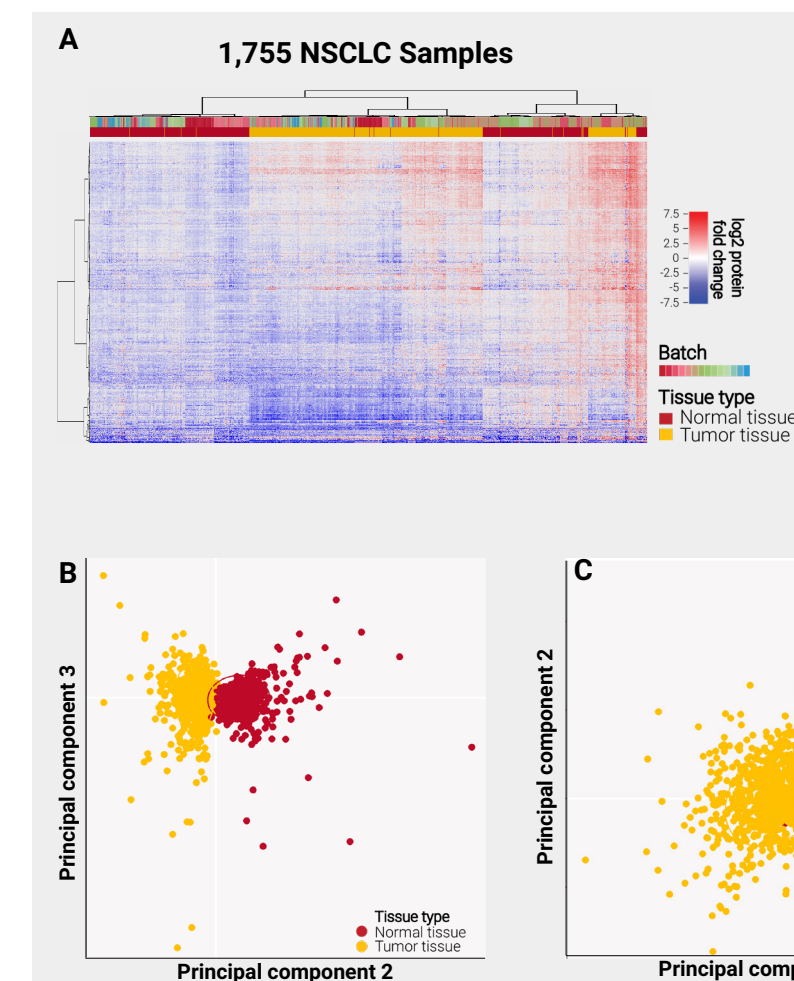 A
1,755 NSCLC Samples
7.5
5
2.5
0
-2.5
-5
-7.5
log2 protein
fold change
Batch
Tissue type
Normal tissue
Tumor tissue
B
Principal component 3
Tissue type
Normal tissue
Tumor tissue
Principal component 2
C
Principal component 2
Principal comp